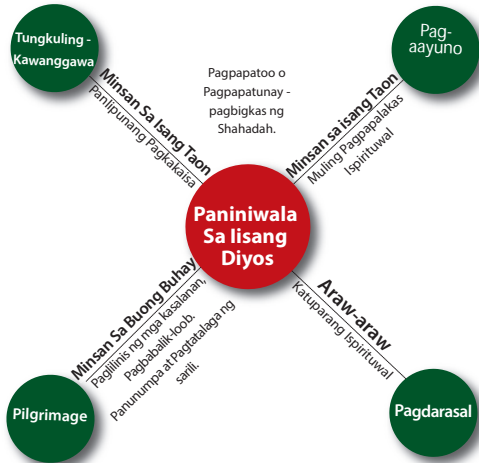 Tungkuling -
Kawanggawa
Minsan Sa Isang Taon
Panlipunang Pagkakaisa
Pagpapatoo o
Pagpapatunay -
pagbigkas ng
Shahadah.
Pag-
aayuno
Minsan sa isang Taon
Muling Pagpapalakas
Ispirituwal
Paniniwala
Sa Iisang
Diyos
Minsan Sa Buong Buhay
Paglilinis ng mga kasalanan,
Pagbabalik-loob.
Panunumpa at Pagtatalaga ng
sarili.
Pilgrimage
Araw-araw
Katuparang Ispirituwal
Pagdarasal